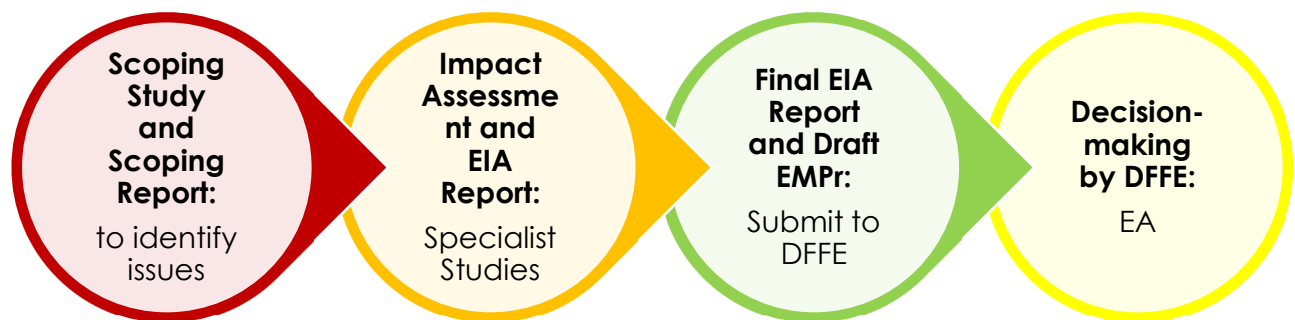 Scoping
Study
and
Scoping
Report:
to identify
issues
Impact
Assessme
nt and
EIA
Report:
Specialist
Studies
Final EIA
Report
and Draft
EMPr:
Submit to
DFFE
Decision-
making
by DFFE:
EA